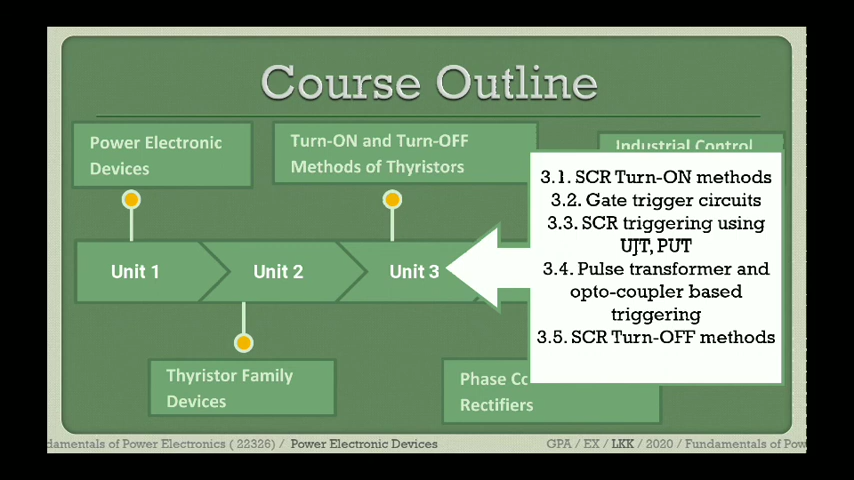 Course Outline
Power Electronic
Devices
Turn-ON and Turn-OFF
Methods of Thyristors
Industrial Control
3.1. SCR Turn-ON methods
3.2. Gate trigger circuits
3.3. SCR triggering using
UJT, PUT
3.4. Pulse transformer and
opto-coupler based
triggering
3.5. SCR Turn-OFF methods
Unit 1
Unit 2
Unit 3
Thyristor Family
Devices
Phase Co
Rectifiers
damentals of Power Electronics ( 22326) / Power Electronic Devices
GPA / EX / LKK / 2020 / Fundamentals of Pow